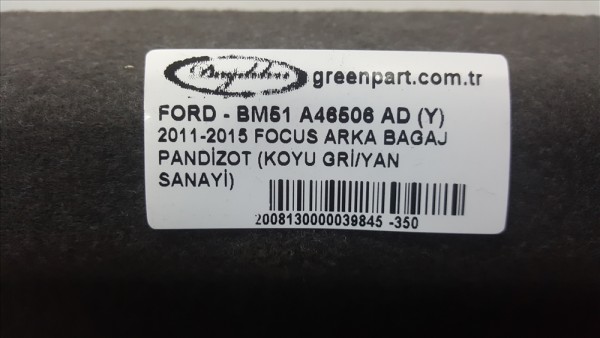 greenpart.com.tr
FORD - BM51 A46506 AD (Y)
2011-2015 FOCUS ARKA BAGAJ
PANDİZOT (KOYU GRİ/YAN
SANAYİ)
2008130000039845 -350